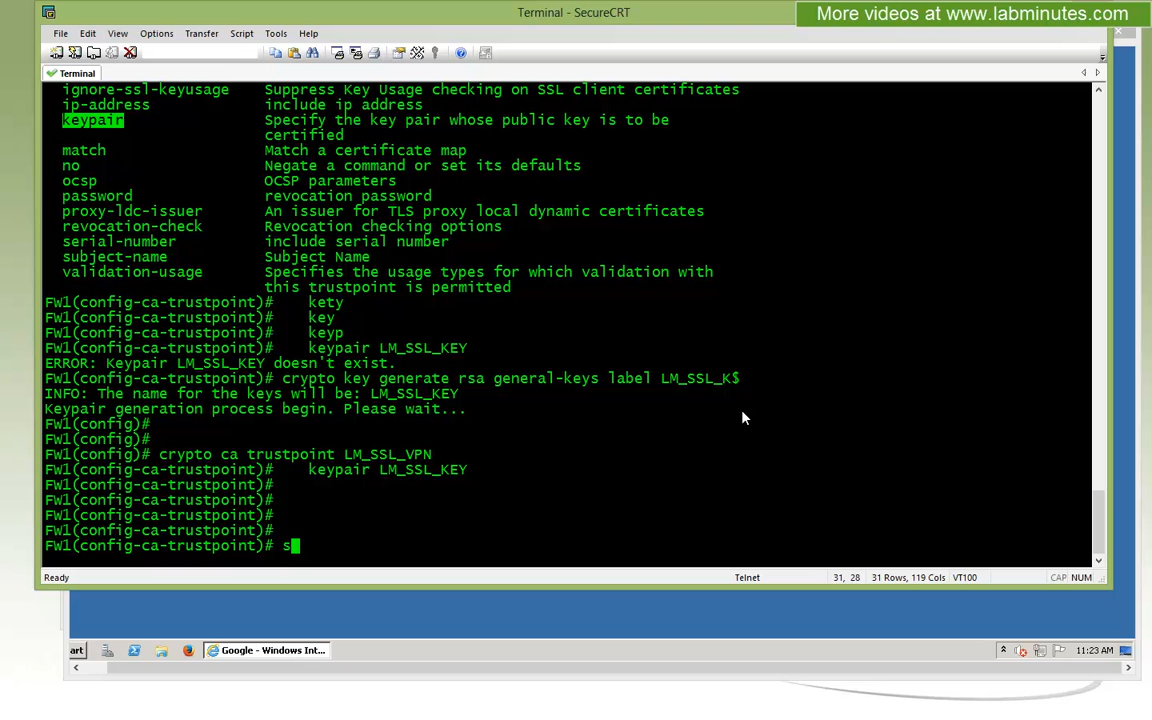 Terminal - SecureCRT
More videos at www.labminutes.com
File Edit View Options Transfer Script Tools Help
Terminal
ignore-ssl-keyusage Suppress Key Usage checking on SSL client certificates
ip-address include ip address
keypair Specify the key pair whose public key is to be
certified
match Match a certificate map
no Negate a command or set its defaults
ocsp OCSP parameters
password revocation password
proxy-ldc-issuer An issuer for TLS proxy local dynamic certificates
revocation-check Revocation checking options
serial-number include serial number
subject-name Subject Name
validation-usage Specifies the usage types for which validation with
this trustpoint is permitted
FW1(config-ca-trustpoint)# kety
FW1(config-ca-trustpoint)# key
FW1(config-ca-trustpoint)# keyp
FW1(config-ca-trustpoint)# keypair LM_SSL_KEY
ERROR: Keypair LM_SSL_KEY doesn't exist.
FW1(config-ca-trustpoint)# crypto key generate rsa general-keys label LM_SSL_K$
INFO: The name for the keys will be: LM_SSL_KEY
Keypair generation process begin. Please wait...
FW1(config)#
FW1(config)#
FW1(config)# crypto ca trustpoint LM_SSL_VPN
FW1(config-ca-trustpoint)# keypair LM_SSL_KEY
FW1(config-ca-trustpoint)#
FW1(config-ca-trustpoint)#
FW1(config-ca-trustpoint)#
FW1(config-ca-trustpoint)#
FW1(config-ca-trustpoint)# s
Ready Telnet 31, 28 31 Rows, 119 Cols VT100 CAP NUM
art Google - Windows Int... 11:23 AM